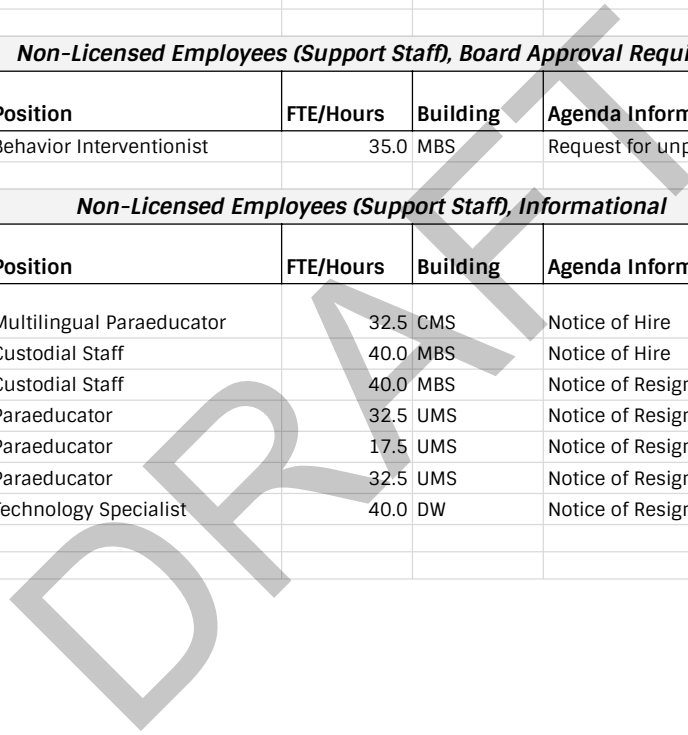 Non-Licensed Employees (Support Staff), Board Approval Requi
Position FTE/Hours Building Agenda Inform
Behavior Interventionist 35.0 MBS Request for unp
Non-Licensed Employees (Support Staff), Informational
Position FTE/Hours Building Agenda Inform
Multilingual Paraeducator 32.5 CMS Notice of Hire
Custodial Staff 40.0 MBS Notice of Hire
Custodial Staff 40.0 MBS Notice of Resign
Paraeducator 32.5 UMS Notice of Resign
Paraeducator 17.5 UMS Notice of Resign
Paraeducator 32.5 UMS Notice of Resign
Technology Specialist 40.0 DW Notice of Resign
DRAFT